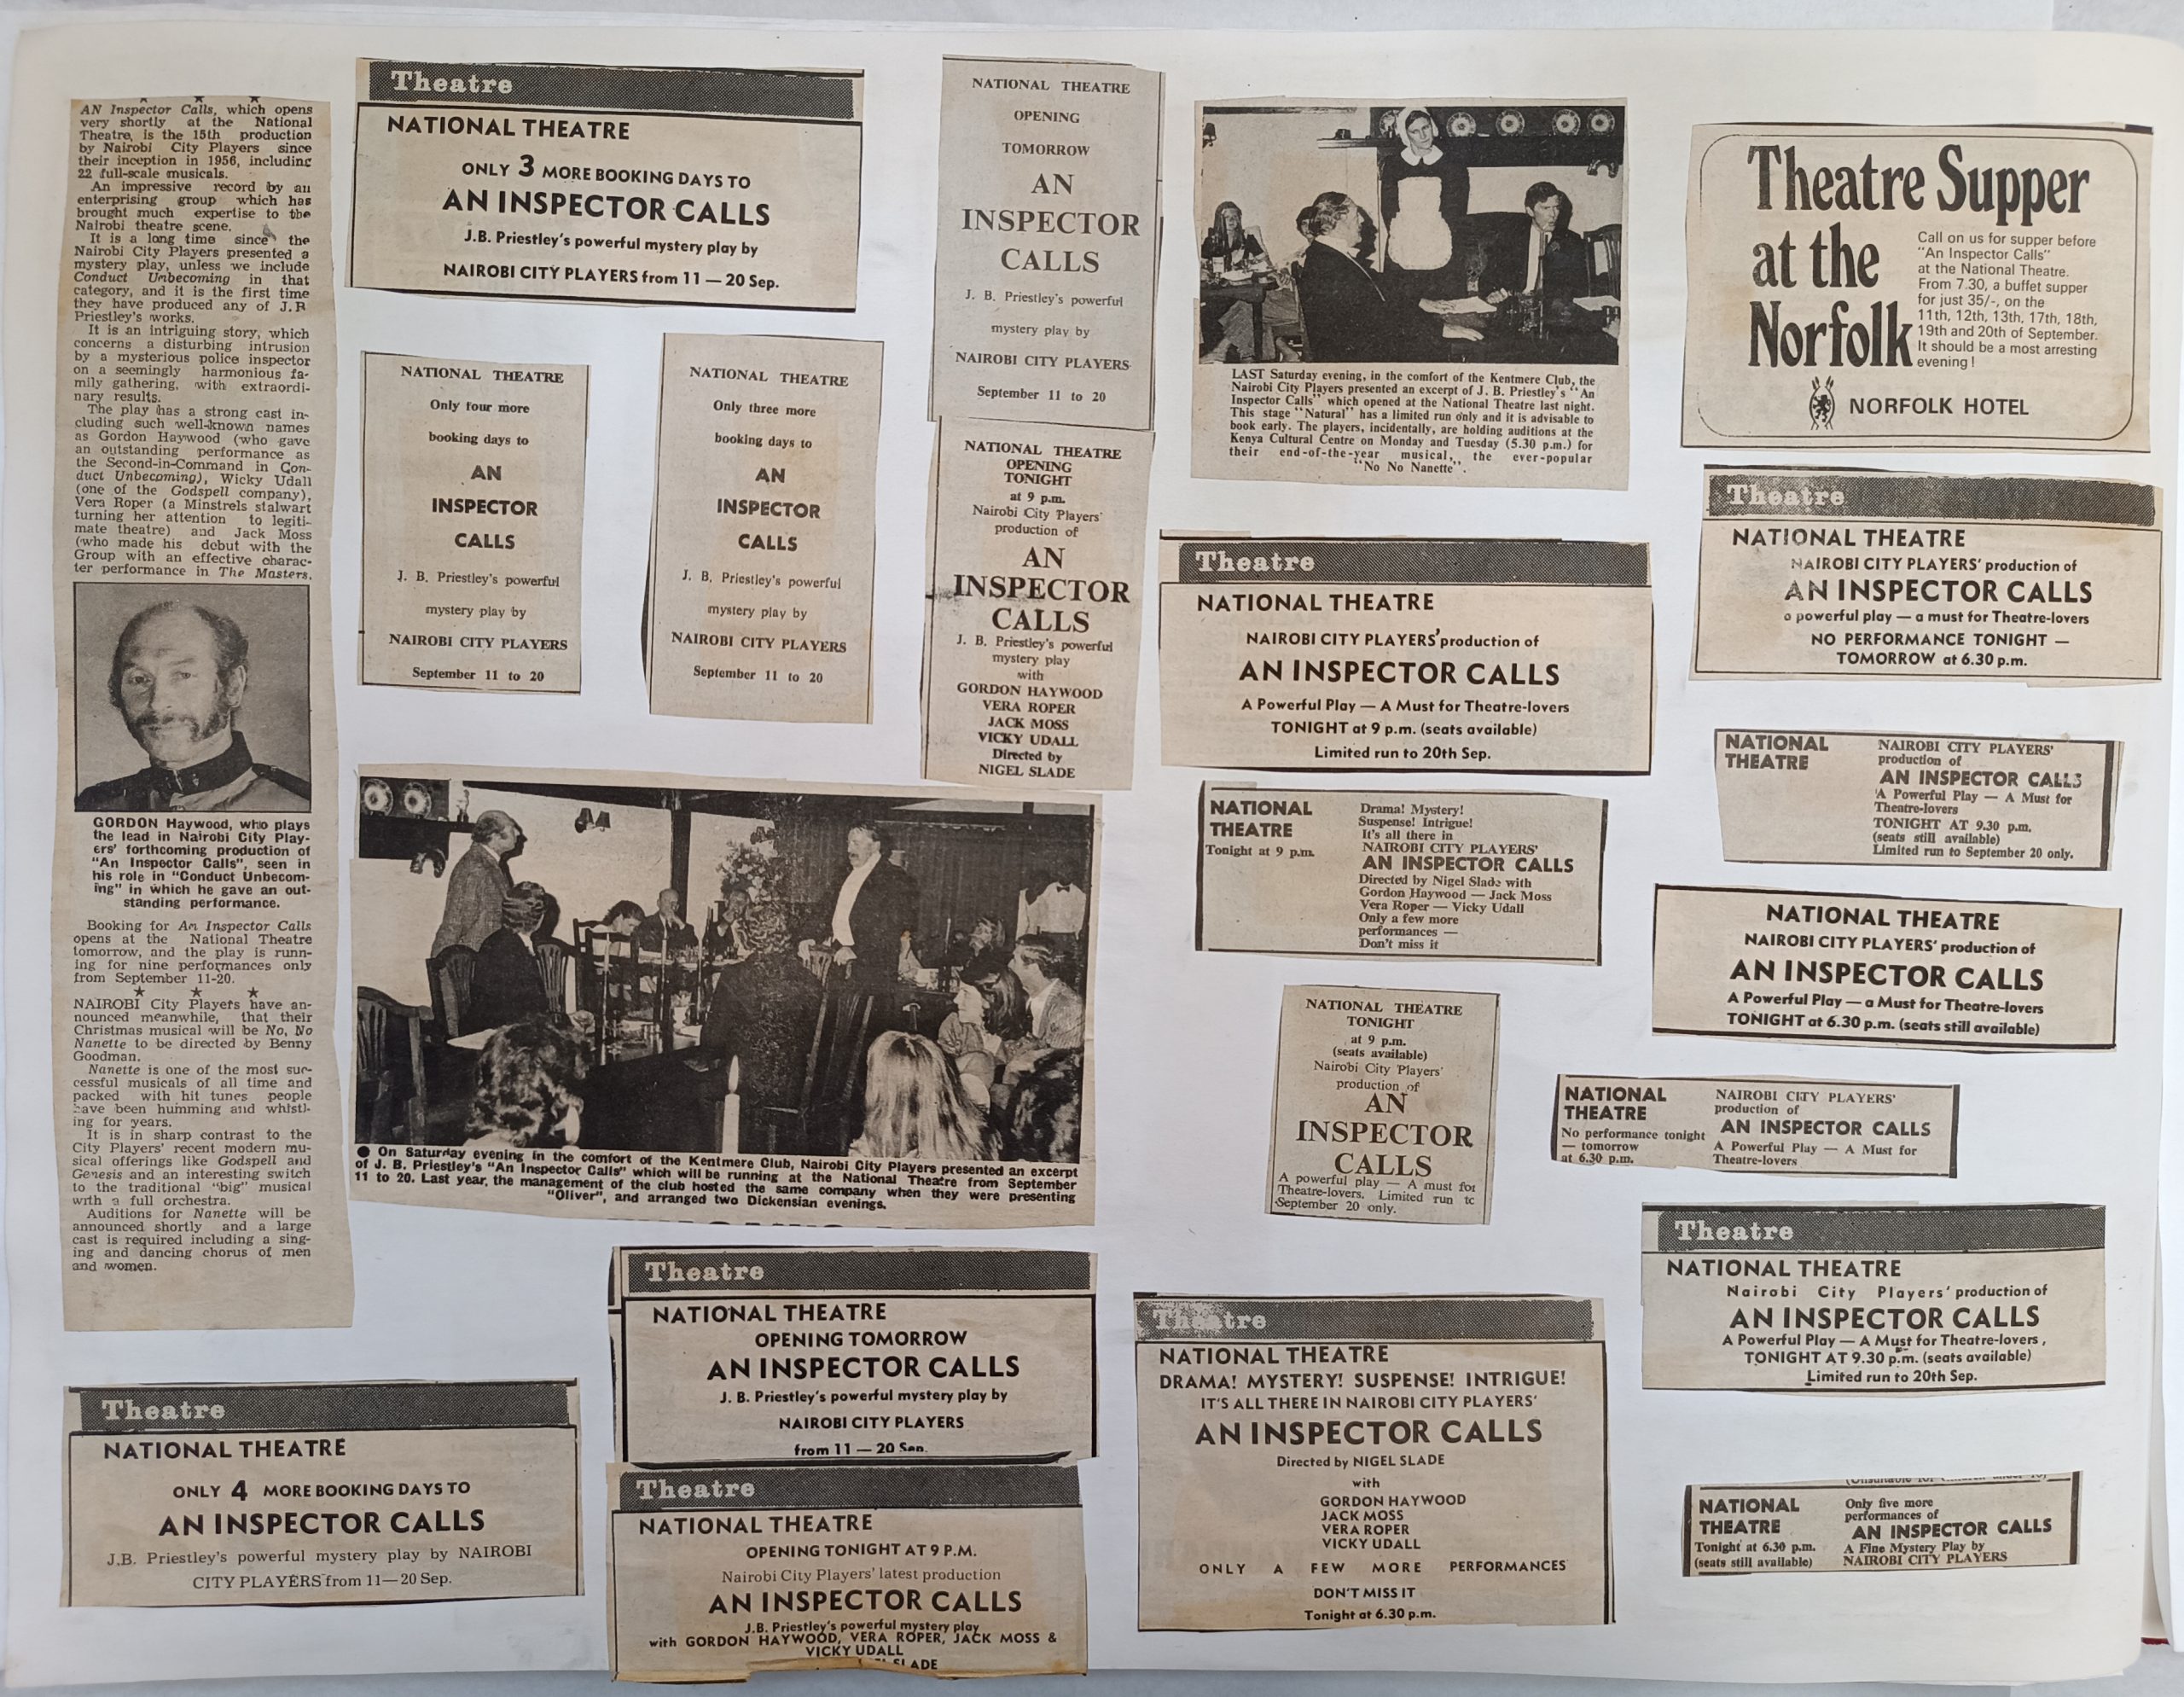 AN Inspector Calls, which opens
very shortly at the National
Theatre, is the 15th production
by Nairobi City Players since
their inception in 1956, including
22 full-scale musicals.
An impressive record by an
enterprising group which has
brought much expertise to the
Nairobi theatre scene.
It is a long time since the
Nairobi City Players presented a
mystery play, unless we include
Conduct Unbecoming in that
category, and it is the first time
they have produced any of J.B
Priestley's works.
It is an intriguing story, which
concerns a disturbing intrusion
by a mysterious police inspector
on a seemingly harmonious fa-
mily gathering, with extraordi-
nary results.
The play has a strong cast in-
cluding such well-known names
as Gordon Haywood (who gave
an outstanding performance as
the Second-in-Command in Con-
duct Unbecoming), Wicky Udall
(one of the Godspell company),
Vera Roper (a Minstrels stalwart
turning her attention to legiti-
mate theatre) and Jack Moss
(who made his debut with the
Group with an effective charac-
ter performance in The Masters.
GORDON Haywood, who plays
the lead in Nairobi City Play-
ers' forthcoming production of
"An Inspector Calls", seen in
his role in "Conduct Unbecom-
ing" in which he gave an out-
standing performance.
Booking for An Inspector Calls
opens at the National Theatre
tomorrow, and the play is runn-
ing for nine performances only
from September 11-20.
NAIROBI City Players have an-
nounced meanwhile, that their
Christmas musical will be No, No
Nanette to be directed by Benny
Goodman.
Nanette is one of the most suc-
cessful musicals of all time and
packed with hit tunes people
have been humming and whistl-
ing for years.
It is in sharp contrast to the
City Players' recent modern mu-
sical offerings like Godspell and
Genesis and an interesting switch
to the traditional "big" musical
with a full orchestra.
Auditions for Nanette will be
announced shortly and a large
cast is required including a sing-
ing and dancing chorus of men
and women.
Theatre
NATIONAL THEATRE
ONLY 4 MORE BOOKING DAYS TO
AN INSPECTOR CALLS
J.B. Priestley's powerful mystery play by NAIROBI
CITY PLAYERS from 11—20 Sep.
Theatre
NATIONAL THEATRE
ONLY 3 MORE BOOKING DAYS TO
AN INSPECTOR CALLS
J.B. Priestley's powerful mystery play by
NAIROBI CITY PLAYERS from 11 — 20 Sep.
NATIONAL THEATRE
Only four more
booking days to
AN
INSPECTOR
CALLS
J. B. Priestley's powerful
mystery play by
NAIROBI CITY PLAYERS
September 11 to 20
NATIONAL THEATRE
Only three more
booking days to
AN
INSPECTOR
CALLS
J. B. Priestley's powerful
mystery play by
NAIROBI CITY PLAYERS
September 11 to 20
● On Saturday evening in the comfort of the Kentmere Club, Nairobi City Players presented an excerpt
of J. B. Priestley's "An Inspector Calls" which will be running at the National Theatre from September
11 to 20. Last year, the management of the club hosted the same company when they were presenting
"Oliver", and arranged two Dickensian evenings.
Theatre
NATIONAL THEATRE
OPENING TOMORROW
AN INSPECTOR CALLS
J. B. Priestley's powerful mystery play by
NAIROBI CITY PLAYERS
from 11 — 20 Sep.
Theatre
NATIONAL THEATRE
OPENING TONIGHT AT 9 P.M.
Nairobi City Players' latest production
AN INSPECTOR CALLS
J.B. Priestley's powerful mystery play
with GORDON HAYWOOD, VERA ROPER, JACK MOSS &
VICKY UDALL
SLADE
NATIONAL THEATRE
OPENING
TOMORROW
AN
INSPECTOR
CALLS
J. B. Priestley's powerful
mystery play by
NAIROBI CITY PLAYERS
September 11 to 20
NATIONAL THEATRE
OPENING
TONIGHT
at 9 p.m.
Nairobi City Players'
production of
AN
INSPECTOR
CALLS
J. B. Priestley's powerful
mystery play
with
GORDON HAYWOOD
VERA ROPER
JACK MOSS
VICKY UDALL
Directed by
NIGEL SLADE
LAST Saturday evening, in the comfort of the Kentmere Club, the
Nairobi City Players presented an excerpt of J. B. Priestley's "An
Inspector Calls" which opened at the National Theatre last night.
This stage "Natural" has a limited run only and it is advisable to
book early. The players, incidentally, are holding auditions at the
Kenya Cultural Centre on Monday and Tuesday (5.30 p.m.) for
their end-of-the-year musical, the ever-popular
"No No Nanette".
Theatre
NATIONAL THEATRE
NAIROBI CITY PLAYERS' production of
AN INSPECTOR CALLS
A Powerful Play — A Must for Theatre-lovers
TONIGHT at 9 p.m. (seats available)
Limited run to 20th Sep.
NATIONAL
THEATRE
Tonight at 9 p.m.
Drama! Mystery!
Suspense! Intrigue!
It's all there in
NAIROBI CITY PLAYERS'
AN INSPECTOR CALLS
Directed by Nigel Slade with
Gordon Haywood — Jack Moss
Vera Roper — Vicky Udall
Only a few more
performances —
Don't miss it
NATIONAL THEATRE
TONIGHT
at 9 p.m.
(seats available)
Nairobi City Players'
production of
AN
INSPECTOR
CALLS
A powerful play — A must for
Theatre-lovers. Limited run to
September 20 only.
Theatre
NATIONAL THEATRE
DRAMA! MYSTERY! SUSPENSE! INTRIGUE!
IT'S ALL THERE IN NAIROBI CITY PLAYERS'
AN INSPECTOR CALLS
Directed by NIGEL SLADE
with
GORDON HAYWOOD
JACK MOSS
VERA ROPER
VICKY UDALL
ONLY A FEW MORE PERFORMANCES
DON'T MISS IT
Tonight at 6.30 p.m.
Theatre Supper
at the
Norfolk
Call on us for supper before
"An Inspector Calls"
at the National Theatre.
From 7.30, a buffet supper
for just 35/-, on the
11th, 12th, 13th, 17th, 18th,
19th and 20th of September.
It should be a most arresting
evening !
NORFOLK HOTEL
Theatre
NATIONAL THEATRE
NAIROBI CITY PLAYERS' production of
AN INSPECTOR CALLS
a powerful play — a must for Theatre-lovers
NO PERFORMANCE TONIGHT —
TOMORROW at 6.30 p.m.
NATIONAL
THEATRE
NAIROBI CITY PLAYERS'
production of
AN INSPECTOR CALLS
A Powerful Play — A Must for
Theatre-lovers
TONIGHT AT 9.30 p.m.
(seats still available)
Limited run to September 20 only.
NATIONAL THEATRE
NAIROBI CITY PLAYERS' production of
AN INSPECTOR CALLS
A Powerful Play — a Must for Theatre-lovers
TONIGHT at 6.30 p.m. (seats still available)
NATIONAL
THEATRE
No performance tonight
— tomorrow
at 6.30 p.m.
NAIROBI CITY PLAYERS'
production of
AN INSPECTOR CALLS
A Powerful Play — A Must for
Theatre-lovers
Theatre
NATIONAL THEATRE
Nairobi City Players' production of
AN INSPECTOR CALLS
A Powerful Play — A Must for Theatre-lovers,
TONIGHT AT 9.30 p.m. (seats available)
Limited run to 20th Sep.
NATIONAL
THEATRE
Tonight at 6.30 p.m.
(seats still available)
Only five more
performances of
AN INSPECTOR CALLS
A Fine Mystery Play by
NAIROBI CITY PLAYERS